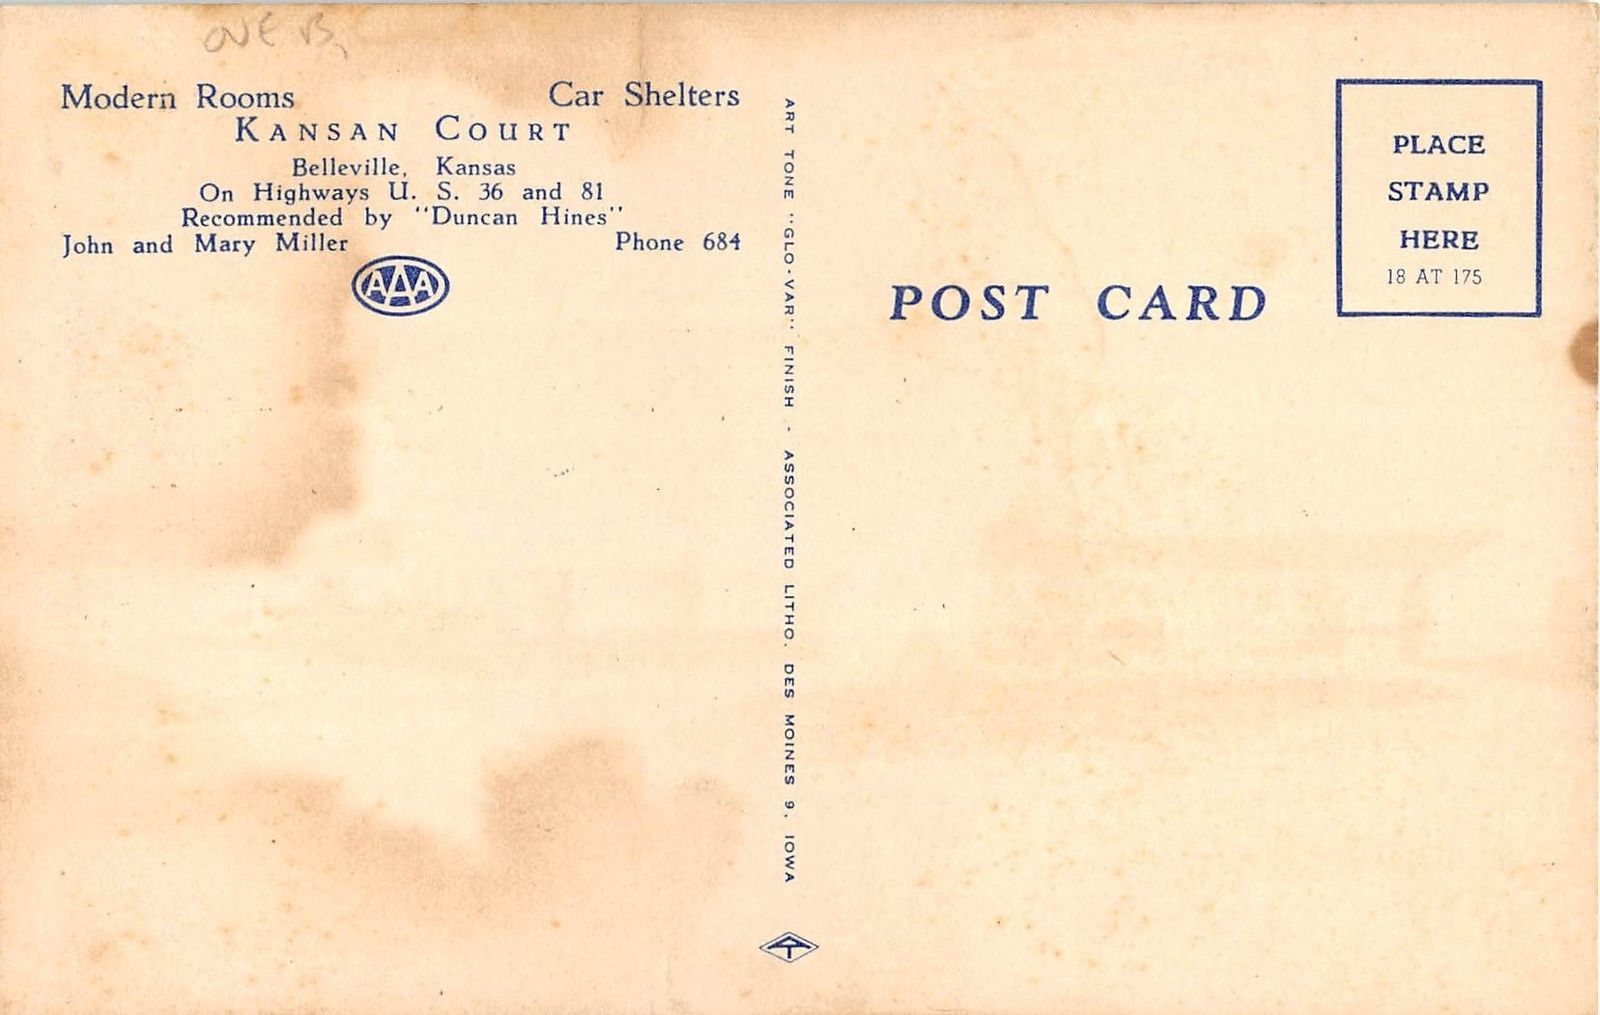 Modern Rooms Car Shelters
KANSAN COURT
Belleville, Kansas
On Highways U. S. 36 and 81
Recommended by "Duncan Hines"
John and Mary Miller Phone 684
AAA
ART TONE "GLO-VAR" FINISH - ASSOCIATED LITHO. DES MOINES 9, IOWA
POST CARD
PLACE
STAMP
HERE
18 AT 175